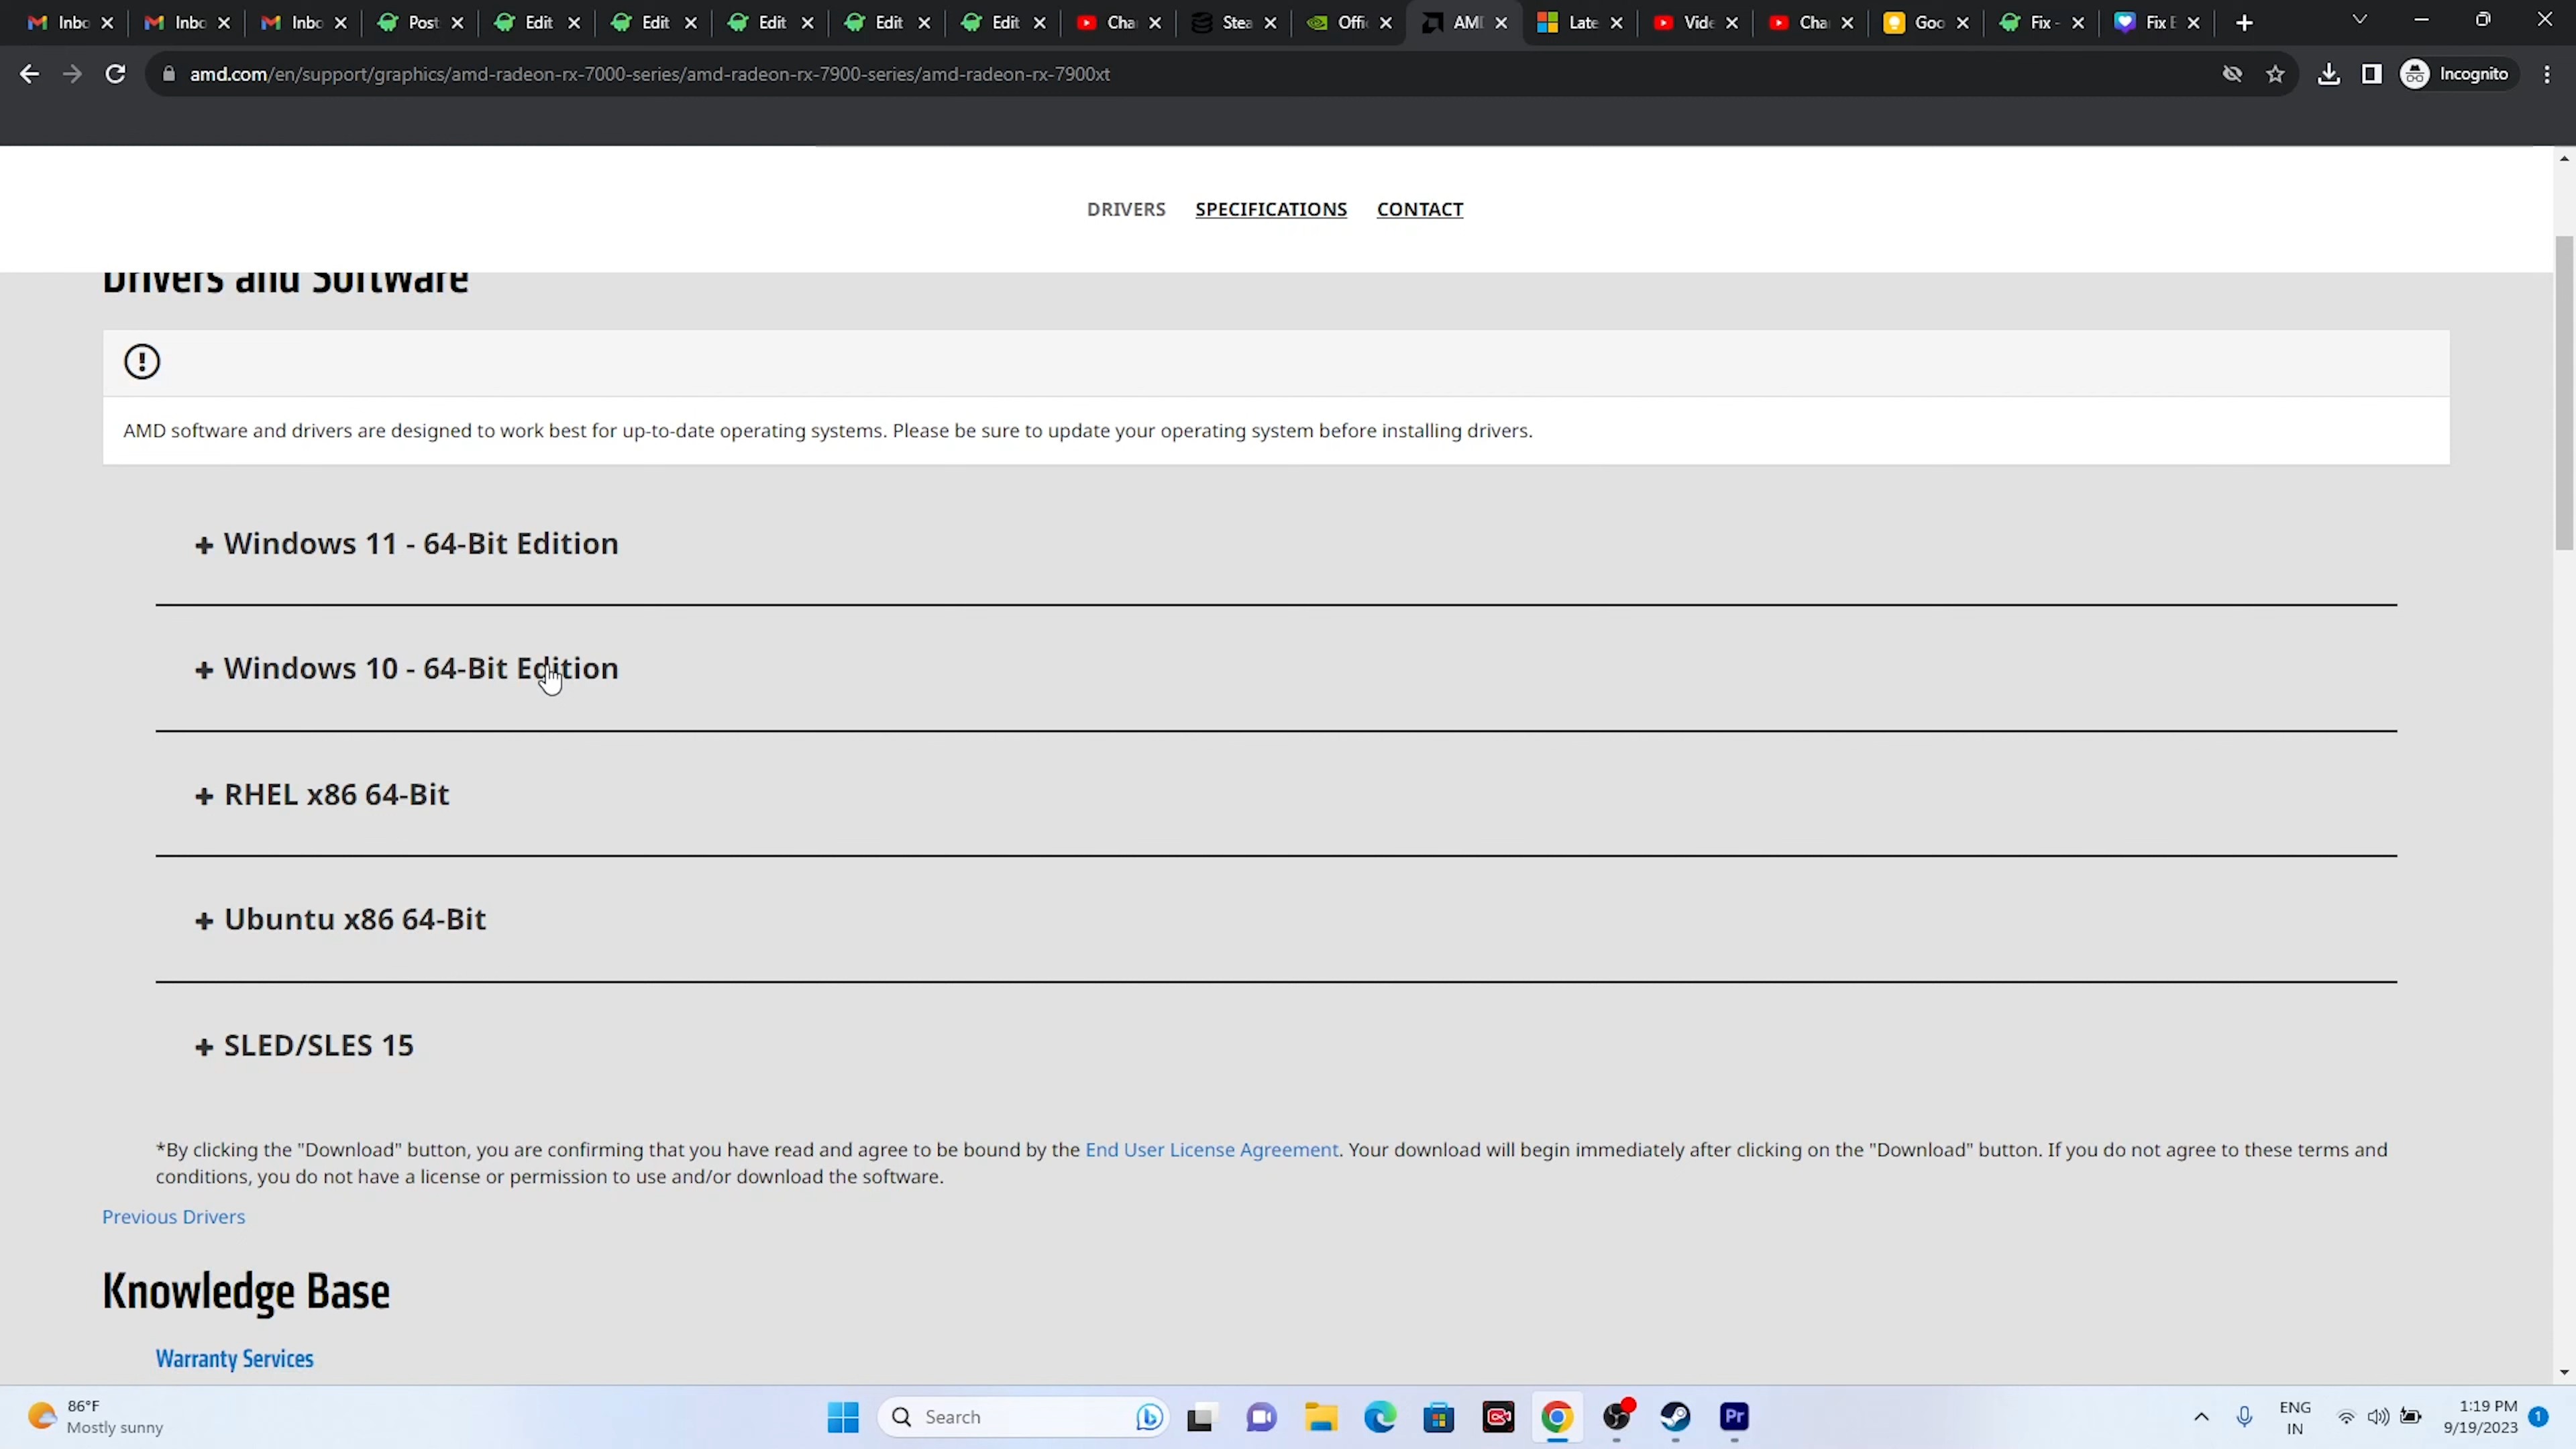 Inbo
Inbo
Inbo
Post
Edit
Edit
Edit
Edit
Edit
Cha
Stea
Offi
AM
Late
Vide
Cha
Goo
Fix -
Fix E
amd.com/en/support/graphics/amd-radeon-rx-7000-series/amd-radeon-rx-7900-series/amd-radeon-rx-7900xt
Incognito
DRIVERS SPECIFICATIONS CONTACT
Drivers and Software
AMD software and drivers are designed to work best for up-to-date operating systems. Please be sure to update your operating system before installing drivers.
+ Windows 11 - 64-Bit Edition
+ Windows 10 - 64-Bit Edition
+ RHEL x86 64-Bit
+ Ubuntu x86 64-Bit
+ SLED/SLES 15
*By clicking the "Download" button, you are confirming that you have read and agree to be bound by the End User License Agreement. Your download will begin immediately after clicking on the "Download" button. If you do not agree to these terms and
conditions, you do not have a license or permission to use and/or download the software.
Previous Drivers
Knowledge Base
Warranty Services
86°F
Mostly sunny
Search
Pr
ENG
IN
1:19 PM
9/19/2023
1